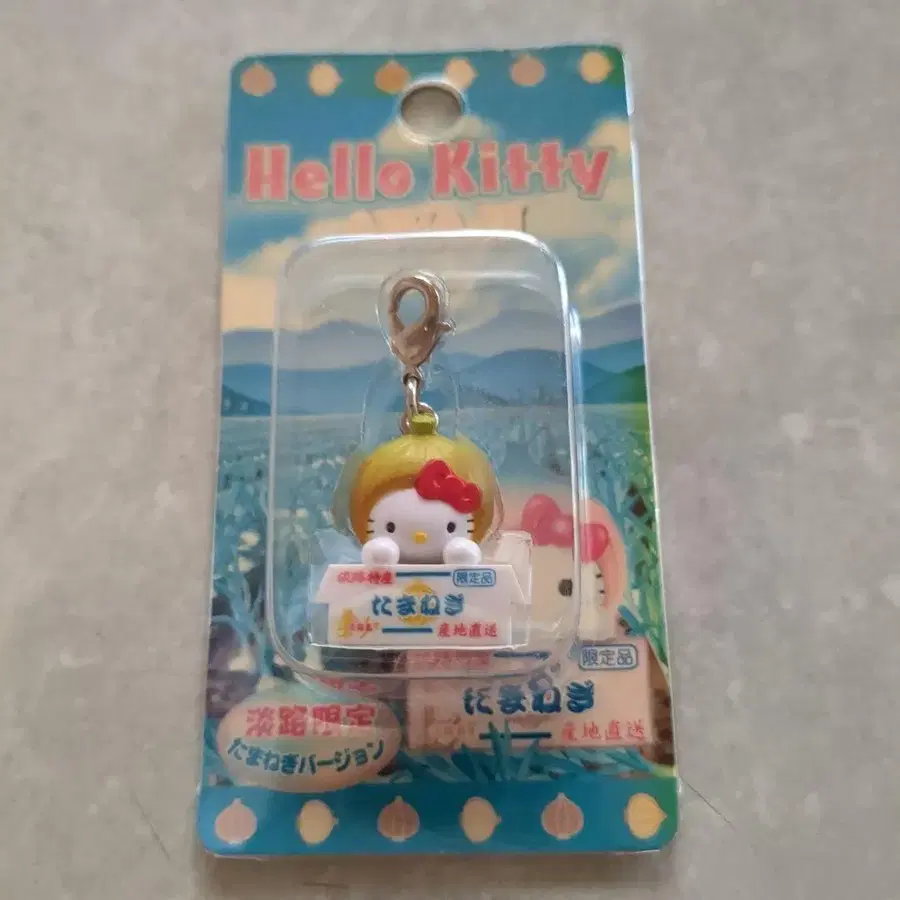 Hello Kitty
淡路特産 限定品
たまねぎ
産地直送
限定品
たまねぎ
産地直送
淡路限定
たまねぎバージョン